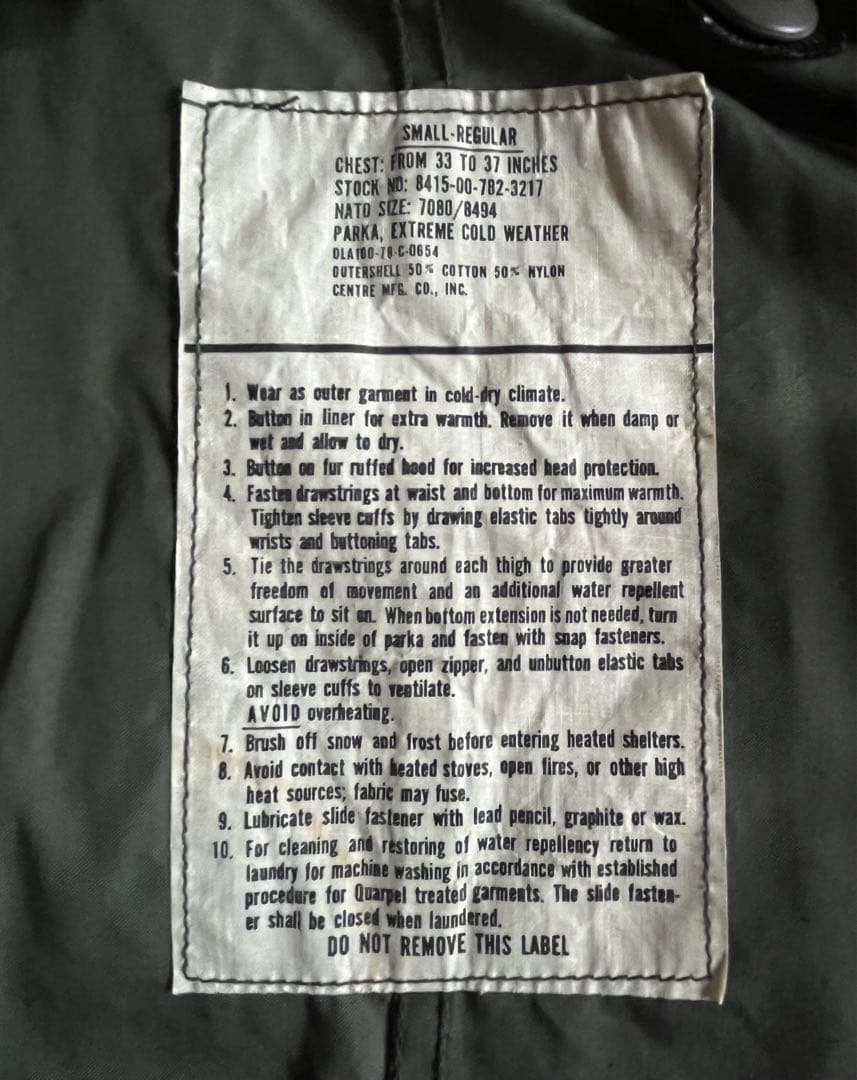 SMALL-REGULAR
CHEST: FROM 33 TO 37 INCHES
STOCK NO: 8415-00-782-3217
NATO SIZE: 7080/8494
PARKA, EXTREME COLD WEATHER
DLA100-78-C-0654
OUTERSHELL 50% COTTON 50% NYLON
CENTRE MFG. CO., INC.
1. Wear as outer garment in cold-dry climate.
2. Button in liner for extra warmth. Remove it when damp or
wet and allow to dry.
3. Button on fur ruffed hood for increased head protection.
4. Fasten drawstrings at waist and bottom for maximum warmth.
Tighten sleeve cuffs by drawing elastic tabs tightly around
wrists and buttoning tabs.
5. Tie the drawstrings around each thigh to provide greater
freedom of movement and an additional water repellent
surface to sit on. When bottom extension is not needed, turn
it up on inside of parka and fasten with snap fasteners.
6. Loosen drawstrings, open zipper, and unbutton elastic tabs
on sleeve cuffs to ventilate.
AVOID overheating.
7. Brush off snow and frost before entering heated shelters.
8. Avoid contact with heated stoves, open fires, or other high
heat sources; fabric may fuse.
9. Lubricate slide fastener with lead pencil, graphite or wax.
10. For cleaning and restoring of water repellency return to
laundry for machine washing in accordance with established
procedure for Quarpel treated garments. The slide fasten-
er shall be closed when laundered.
DO NOT REMOVE THIS LABEL